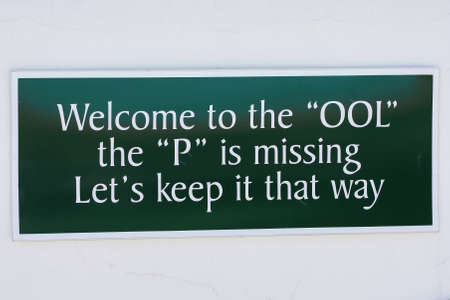 Welcome to the “OOL”
the “P” is missing
Let's keep it that way